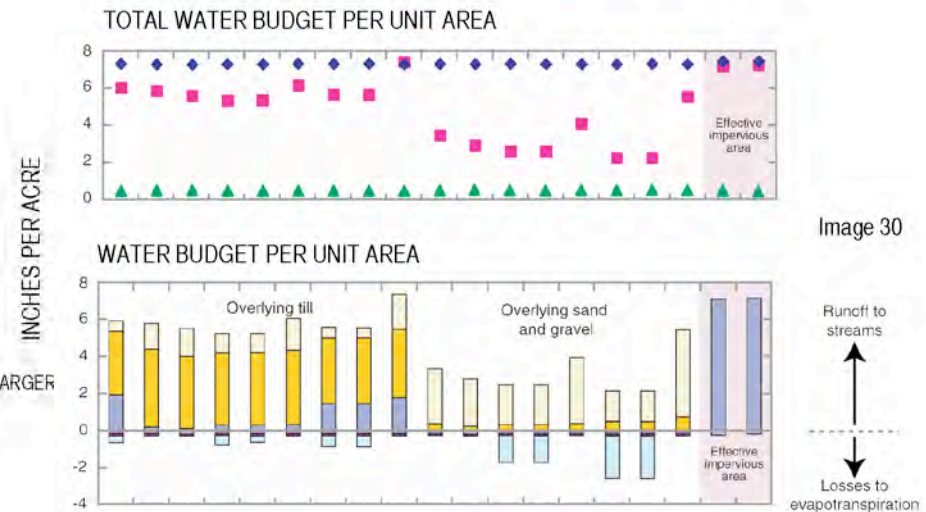 TOTAL WATER BUDGET PER UNIT AREA
8
6
4
2
0
Effective
impervious
area
INCHES PER ACRE
Image 30
WATER BUDGET PER UNIT AREA
8
6
4
2
0
-2
-4
Overlying till
Overlying sand
and gravel
Effective
impervious
area
ARGER
Runoff to
streams
Losses to
evapotranspiration